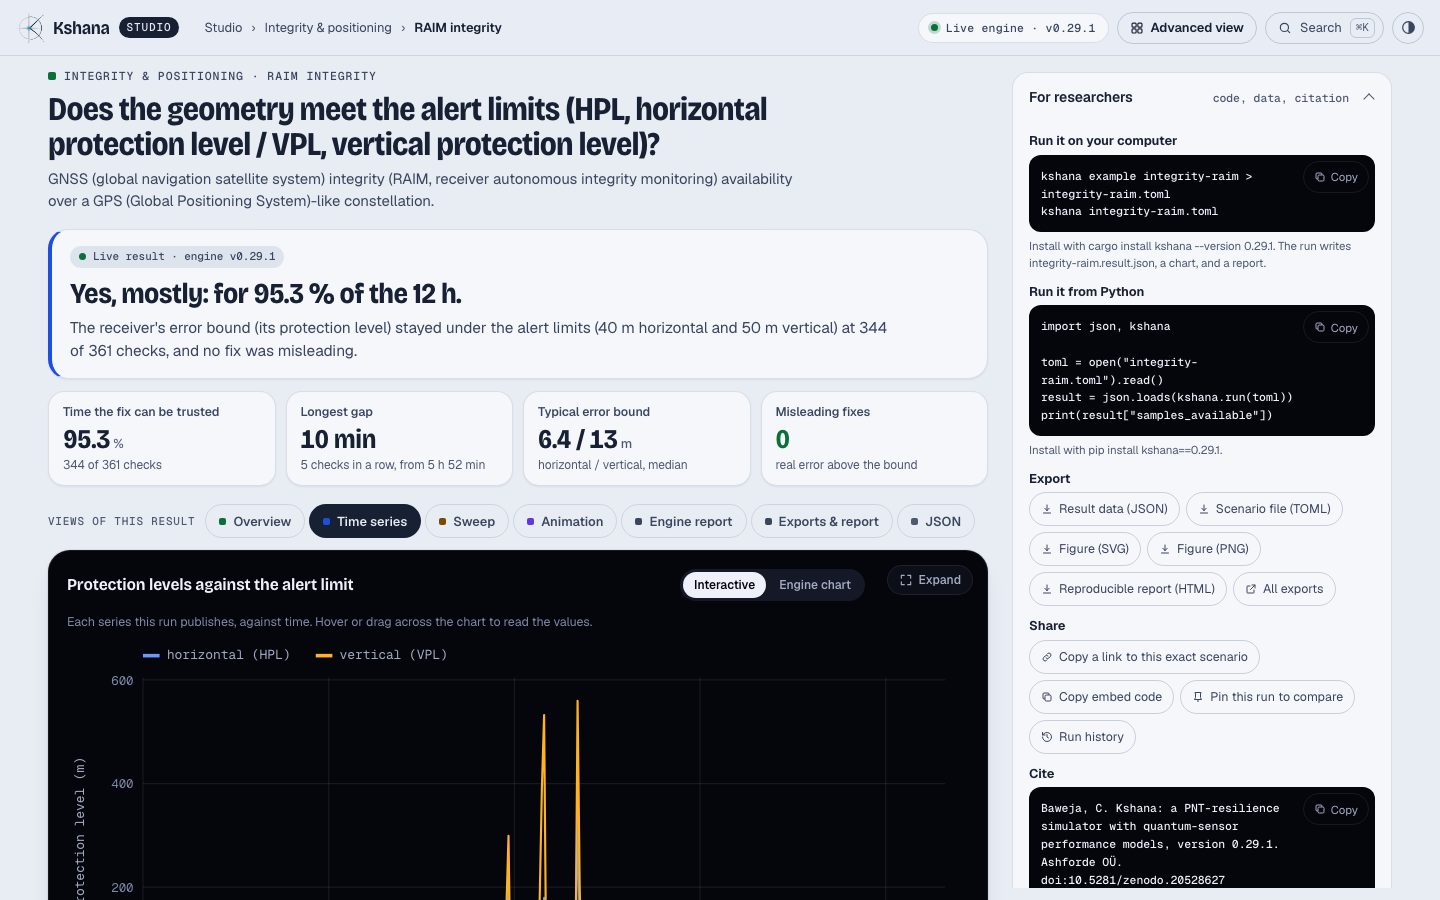 Kshana STUDIO Studio › Integrity & positioning › RAIM integrity Live engine · v0.29.1 Advanced view Search ⌘K
INTEGRITY & POSITIONING · RAIM INTEGRITY
Does the geometry meet the alert limits (HPL, horizontal
protection level / VPL, vertical protection level)?
GNSS (global navigation satellite system) integrity (RAIM, receiver autonomous integrity monitoring) availability
over a GPS (Global Positioning System)-like constellation.
Live result · engine v0.29.1
Yes, mostly: for 95.3 % of the 12 h.
The receiver's error bound (its protection level) stayed under the alert limits (40 m horizontal and 50 m vertical) at 344
of 361 checks, and no fix was misleading.
Time the fix can be trusted
95.3 %
344 of 361 checks
Longest gap
10 min
5 checks in a row, from 5 h 52 min
Typical error bound
6.4 / 13 m
horizontal / vertical, median
Misleading fixes
0
real error above the bound
VIEWS OF THIS RESULT Overview Time series Sweep Animation Engine report Exports & report JSON
Protection levels against the alert limit Interactive Engine chart Expand
Each series this run publishes, against time. Hover or drag across the chart to read the values.
horizontal (HPL) vertical (VPL)
600
400
200
rotection level (m)
For researchers code, data, citation
Run it on your computer
kshana example integrity-raim >
integrity-raim.toml
kshana integrity-raim.toml
Copy
Install with cargo install kshana --version 0.29.1. The run writes
integrity-raim.result.json, a chart, and a report.
Run it from Python
import json, kshana
Copy
toml = open("integrity-
raim.toml").read()
result = json.loads(kshana.run(toml))
print(result["samples_available"])
Install with pip install kshana==0.29.1.
Export
Result data (JSON) Scenario file (TOML)
Figure (SVG) Figure (PNG)
Reproducible report (HTML) All exports
Share
Copy a link to this exact scenario
Copy embed code Pin this run to compare
Run history
Cite
Baweja, C. Kshana: a PNT-resilience
simulator with quantum-sensor
performance models, version 0.29.1.
Ashforde OÜ.
doi:10.5281/zenodo.20528627
Copy